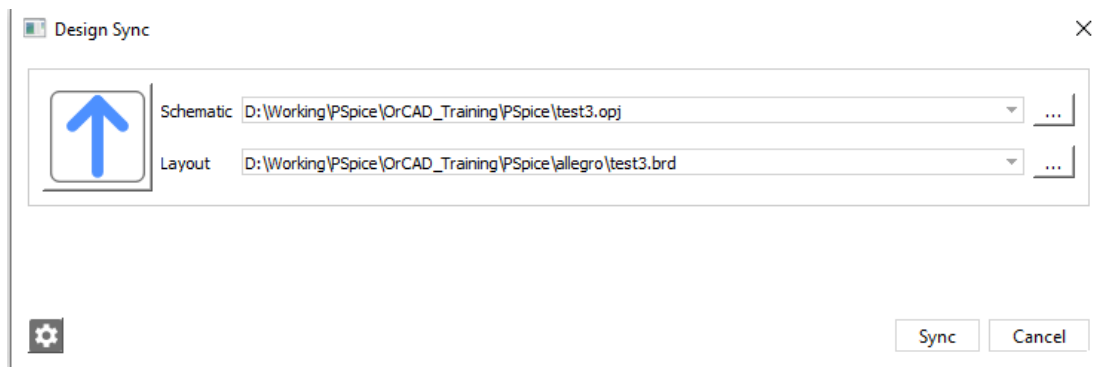 Design Sync
Schematic D:\Working\PSpice\OrCAD_Training\PSpice\test3.opj ...
Layout D:\Working\PSpice\OrCAD_Training\PSpice\allegro\test3.brd ...
Sync Cancel